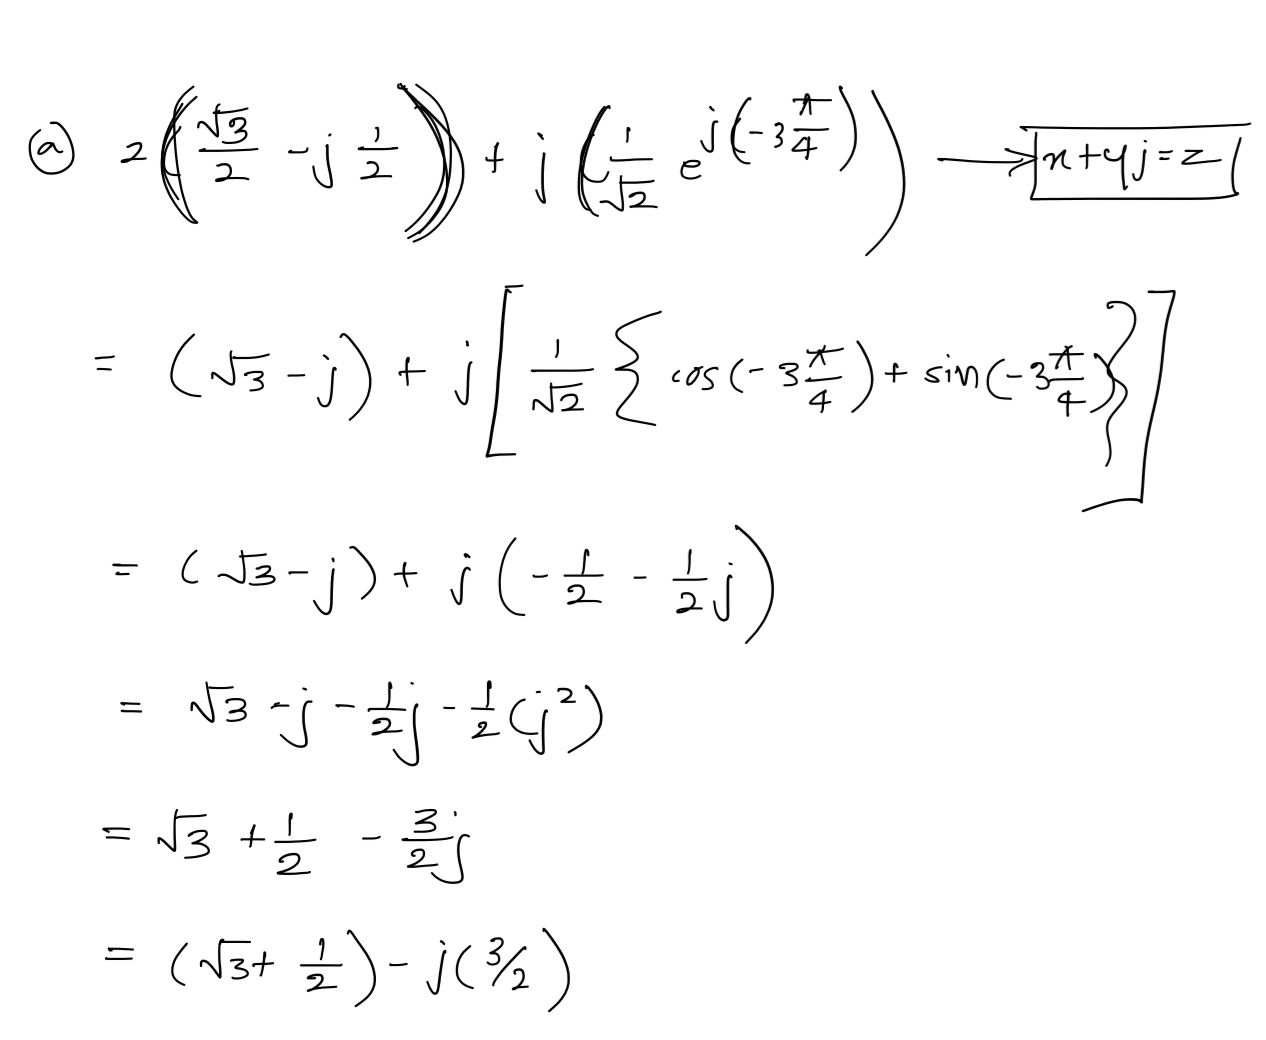 (a) 2(√3/2 - j 1/2) + j (1/√2 e^{j(-3π/4)}) → x+yj=z
= (√3 - j) + j [1/√2 {cos(-3π/4) + sin(-3π/4)}]
= (√3 - j) + j (-1/2 - 1/2 j)
= √3 - j - 1/2 j - 1/2 (j²)
= √3 + 1/2 - 3/2 j
= (√3 + 1/2) - j(3/2)